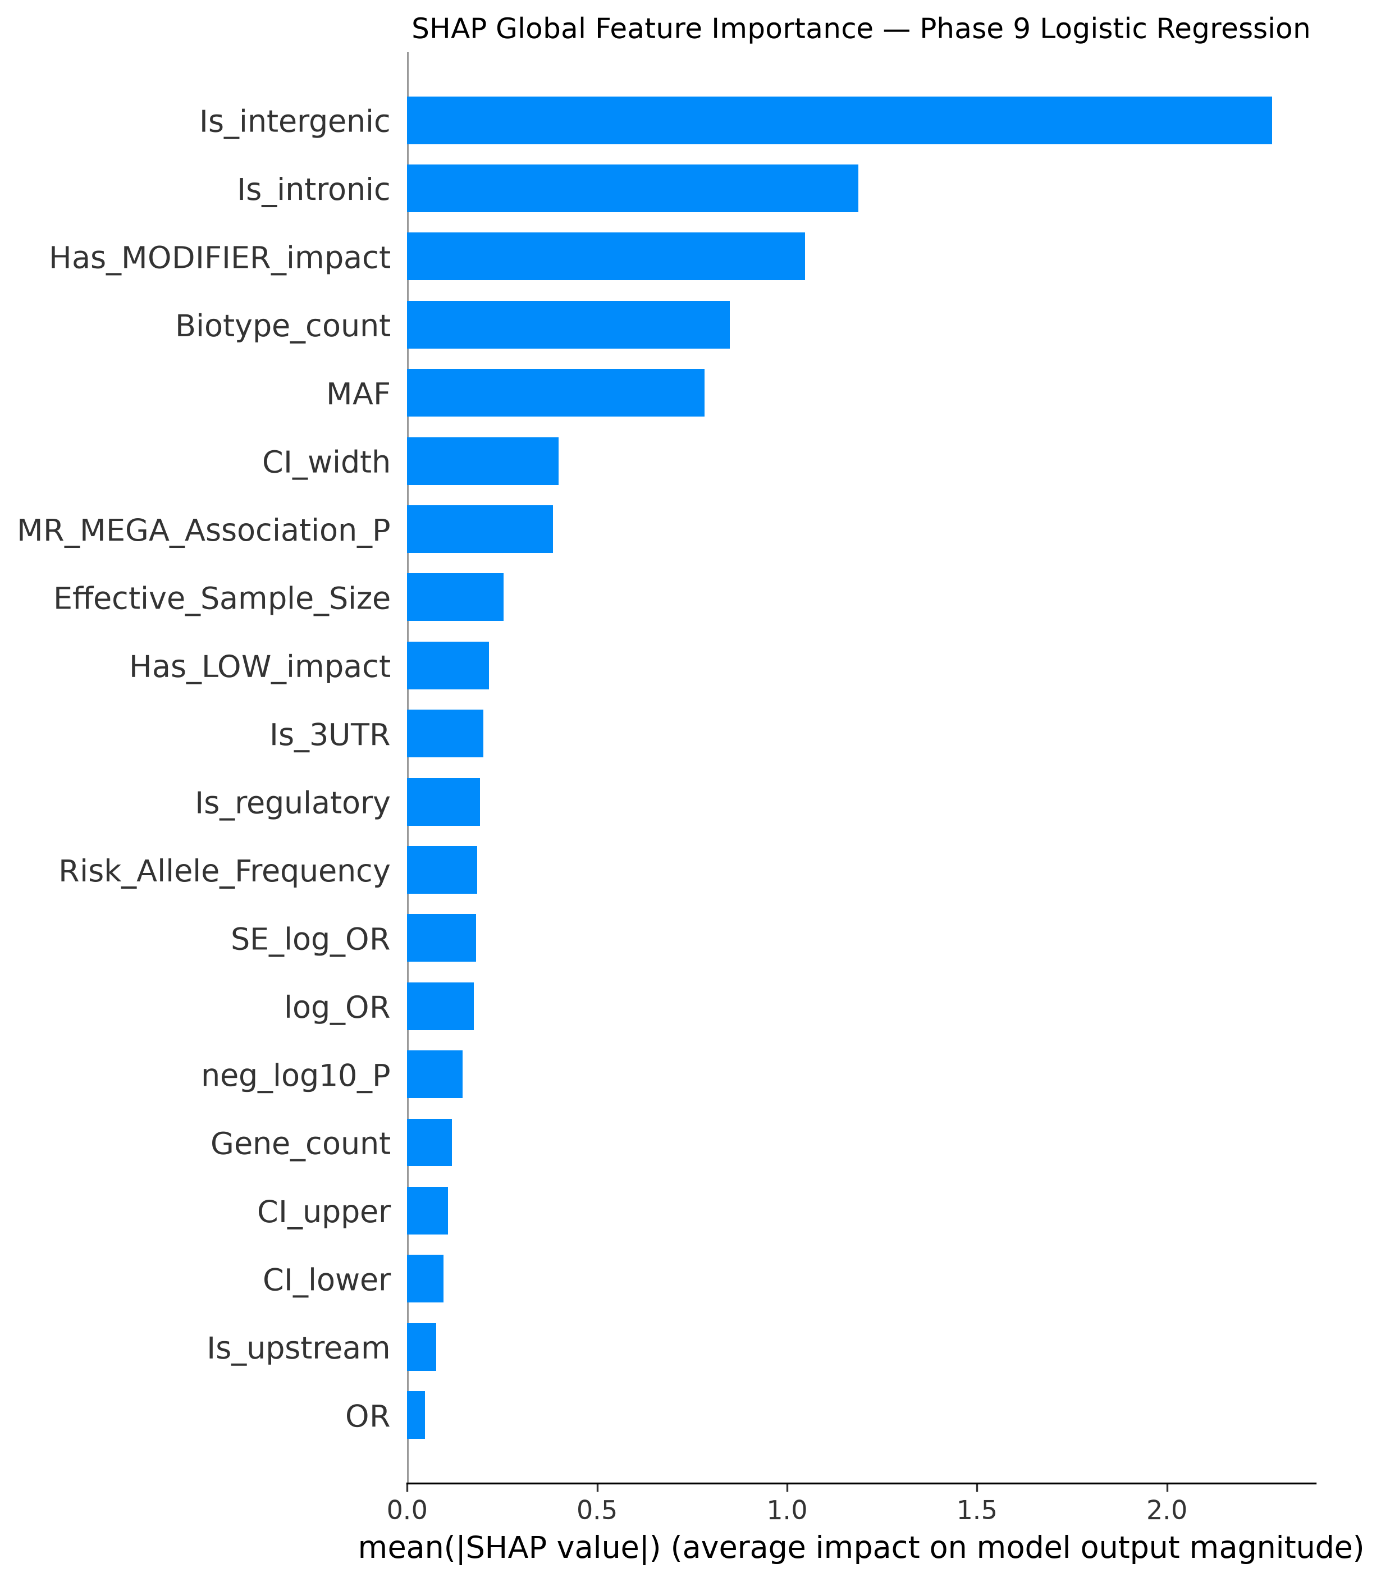 SHAP Global Feature Importance — Phase 9 Logistic Regression
Is_intergenic
Is_intronic
Has_MODIFIER_impact
Biotype_count
MAF
CI_width
MR_MEGA_Association_P
Effective_Sample_Size
Has_LOW_impact
Is_3UTR
Is_regulatory
Risk_Allele_Frequency
SE_log_OR
log_OR
neg_log10_P
Gene_count
CI_upper
CI_lower
Is_upstream
OR
0.0 0.5 1.0 1.5 2.0
mean(|SHAP value|) (average impact on model output magnitude)